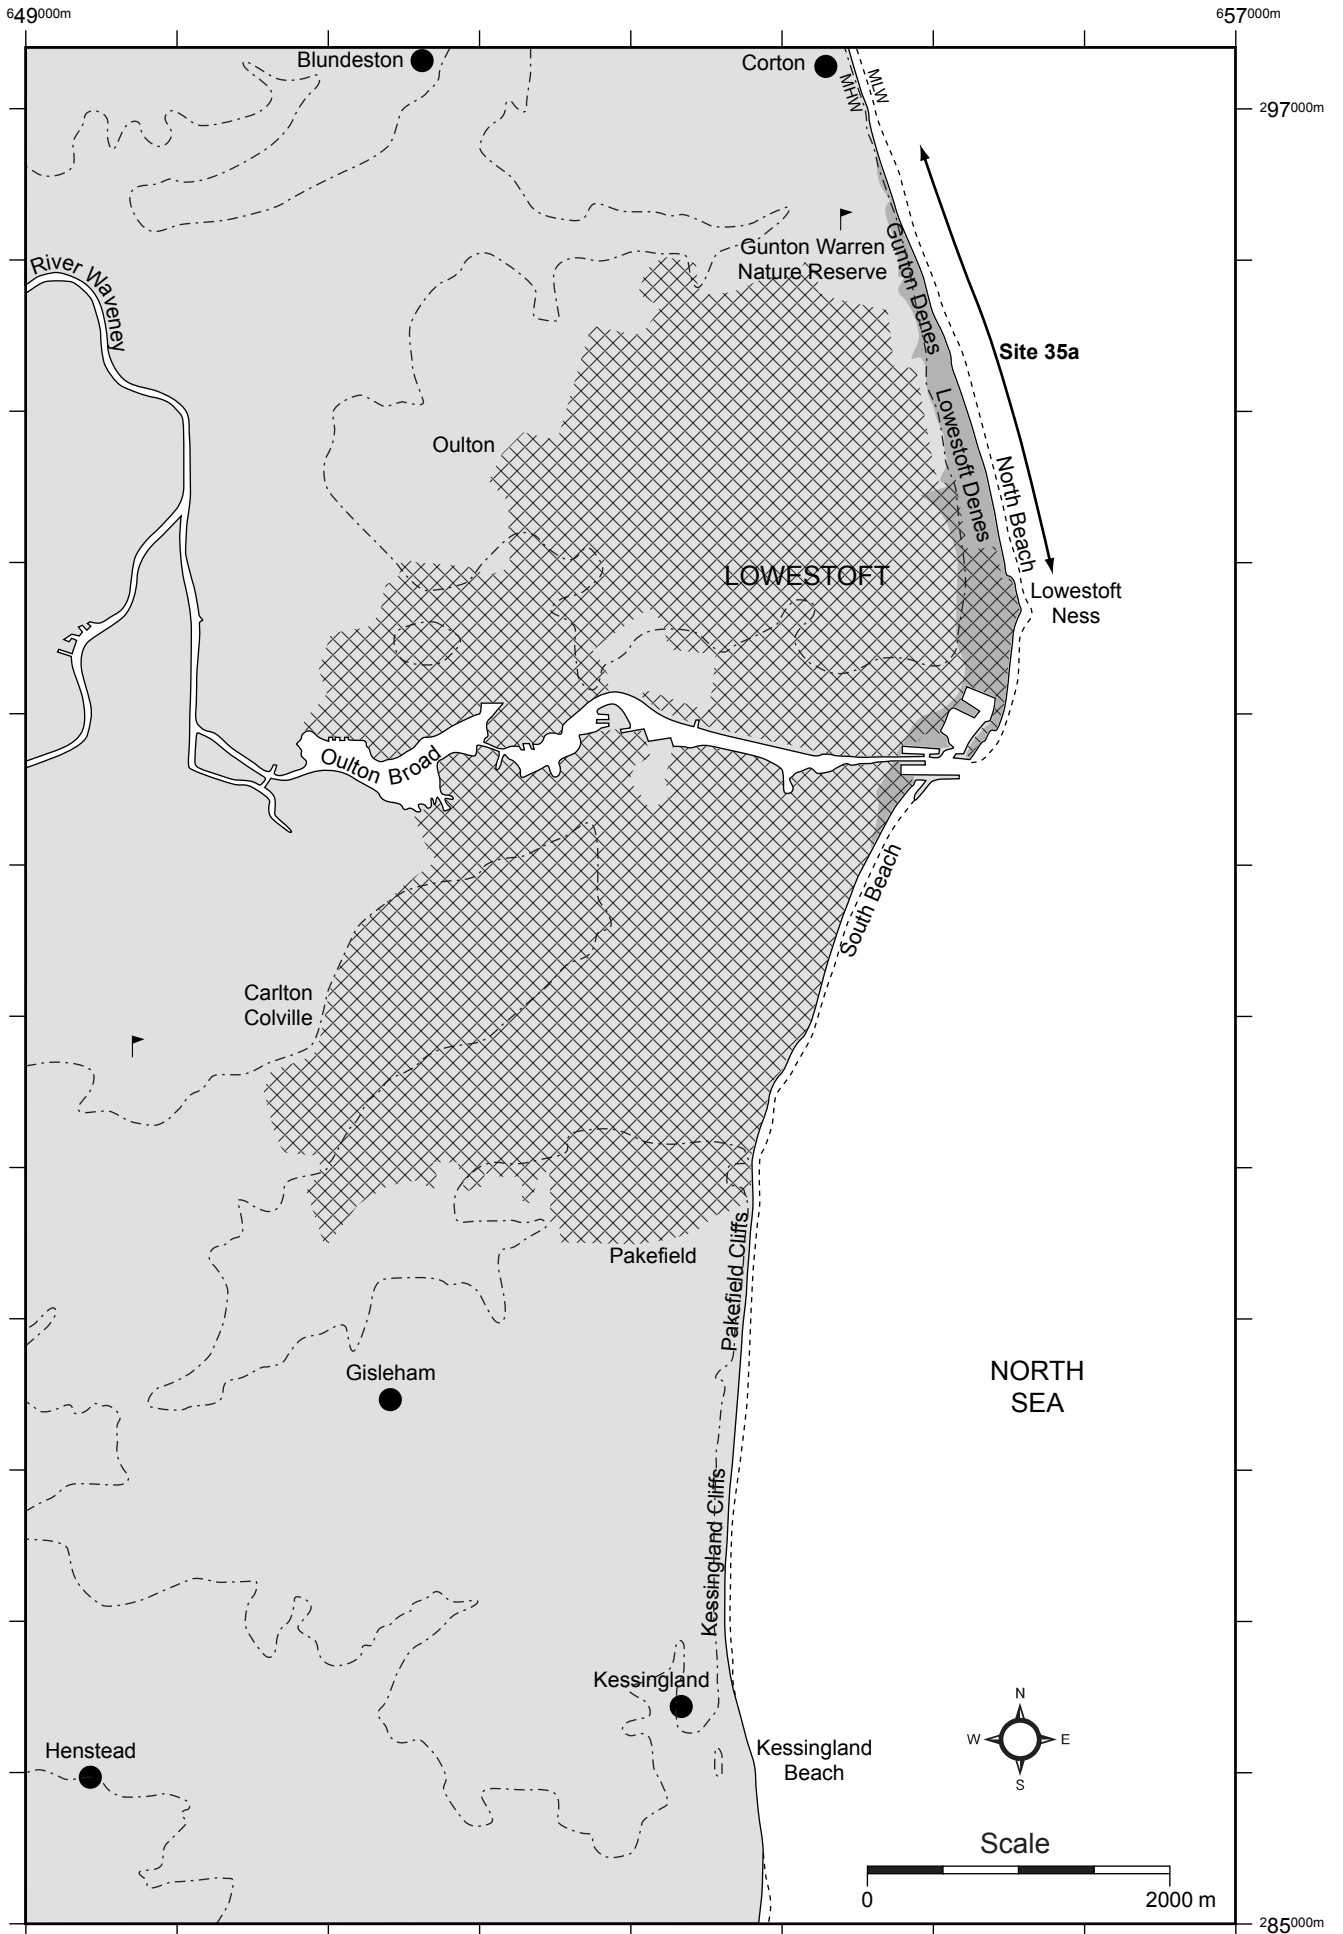 649000m
657000m
Blundeston
Corton
MHW
MLW
297000m
Gunton Warren
Nature Reserve
Gunton Denes
River Waveney
Site 35a
Lowestoft Denes
Oulton
North Beach
LOWESTOFT
Lowestoft
Ness
Oulton Broad
South Beach
Carlton
Colville
Pakefield
Pakefield Cliffs
Gisleham
NORTH
SEA
Kessingland Cliffs
Kessingland
N
W
E
S
Henstead
Kessingland
Beach
Scale
0
2000 m
285000m